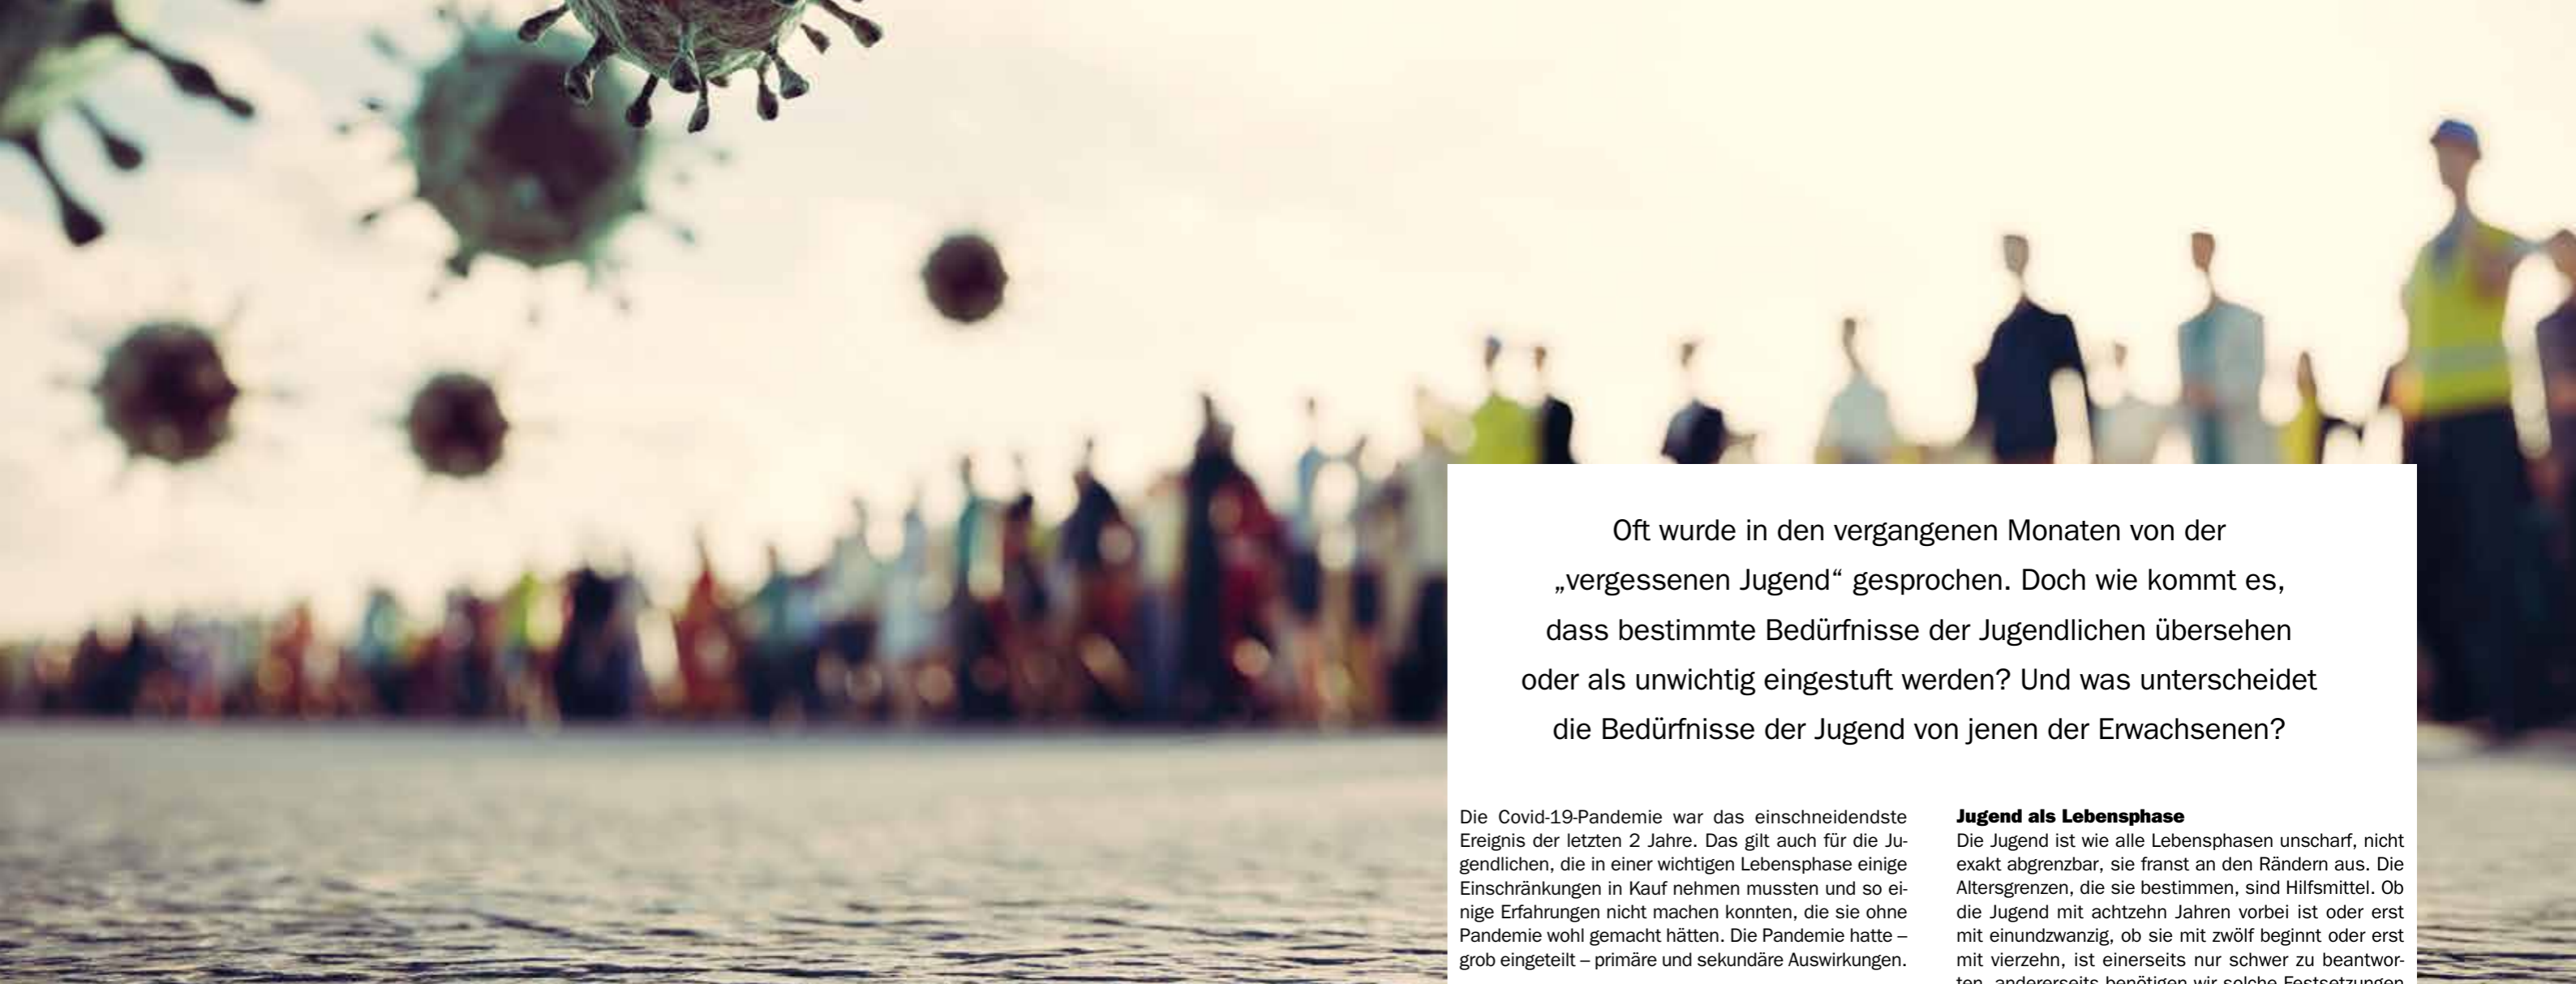 Oft wurde in den vergangenen Monaten von der
„vergessenen Jugend“ gesprochen. Doch wie kommt es,
dass bestimmte Bedürfnisse der Jugendlichen übersehen
oder als unwichtig eingestuft werden? Und was unterscheidet
die Bedürfnisse der Jugend von jenen der Erwachsenen?
Die Covid-19-Pandemie war das einschneidendste
Ereignis der letzten 2 Jahre. Das gilt auch für die Ju-
gendlichen, die in einer wichtigen Lebensphase einige
Einschränkungen in Kauf nehmen mussten und so ei-
nige Erfahrungen nicht machen konnten, die sie ohne
Pandemie wohl gemacht hätten. Die Pandemie hatte –
grob eingeteilt – primäre und sekundäre Auswirkungen.
Jugend als Lebensphase
Die Jugend ist wie alle Lebensphasen unscharf, nicht
exakt abgrenzbar, sie franst an den Rändern aus. Die
Altersgrenzen, die sie bestimmen, sind Hilfsmittel. Ob
die Jugend mit achtzehn Jahren vorbei ist oder erst
mit einundzwanzig, ob sie mit zwölf beginnt oder erst
mit vierzehn, ist einerseits nur schwer zu beantwor-
ten, andererseits benötigen wir solche Festsetzungen